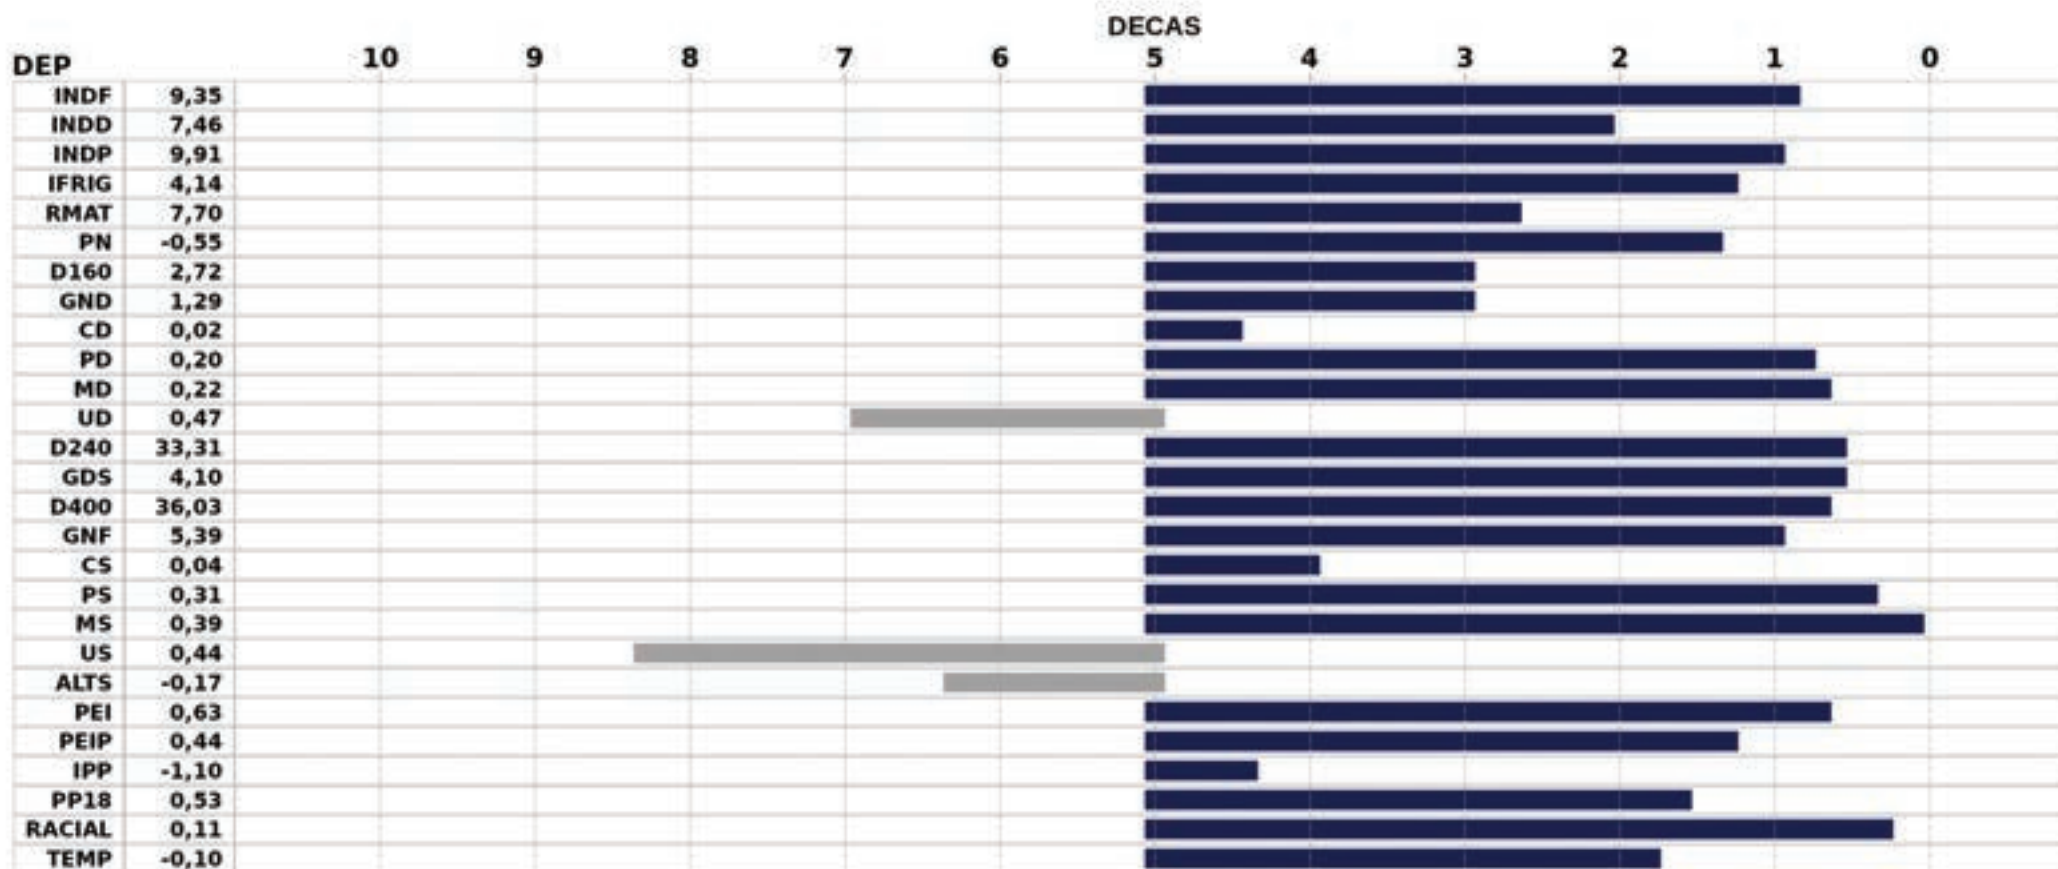 DECAS
DEP 10 9 8 7 6 5 4 3 2 1 0
INDF 9,35
INDD 7,46
INDP 9,91
IFRIG 4,14
RMAT 7,70
PN -0,55
D160 2,72
GND 1,29
CD 0,02
PD 0,20
MD 0,22
UD 0,47
D240 33,31
GDS 4,10
D400 36,03
GNF 5,39
CS 0,04
PS 0,31
MS 0,39
US 0,44
ALTS -0,17
PEI 0,63
PEIP 0,44
IPP -1,10
PP18 0,53
RACIAL 0,11
TEMP -0,10